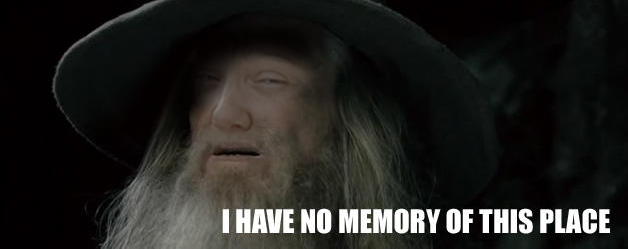 I HAVE NO MEMORY OF THIS PLACE